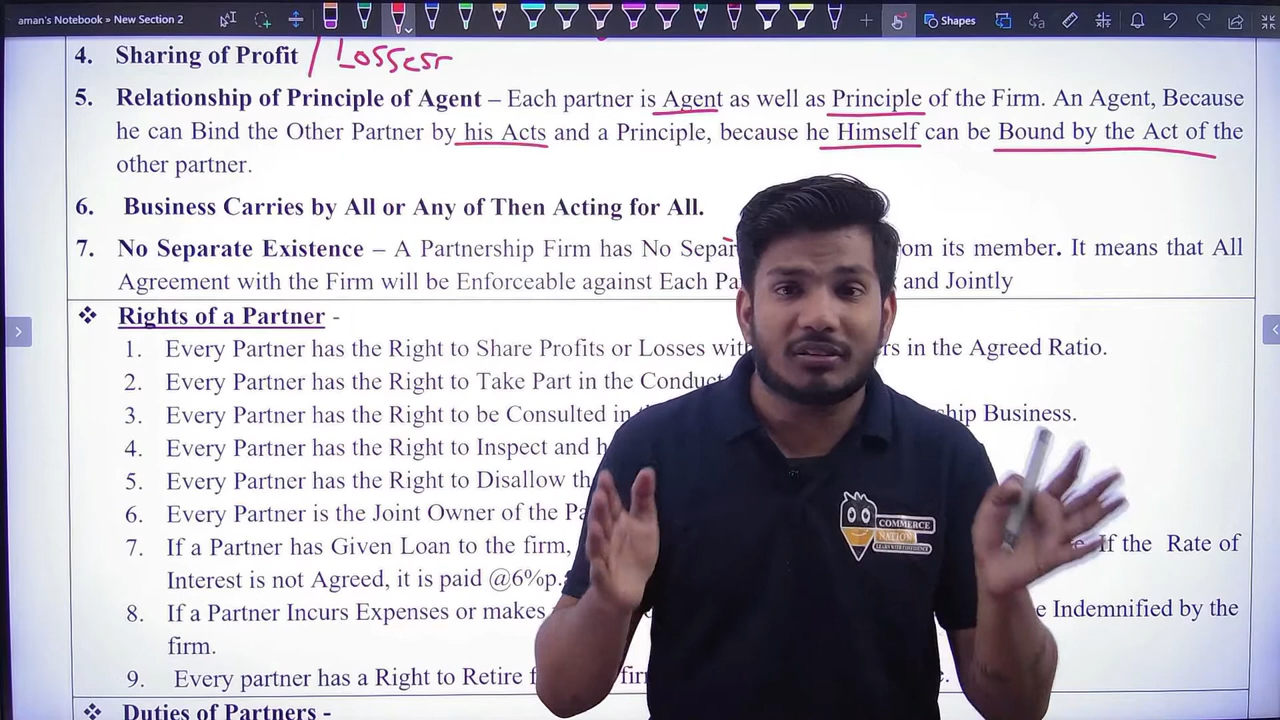 aman's Notebook » New Section 2
Shapes
4. Sharing of Profit / Losses
5. Relationship of Principle of Agent – Each partner is Agent as well as Principle of the Firm. An Agent, Because
he can Bind the Other Partner by his Acts and a Principle, because he Himself can be Bound by the Act of the
other partner.
6. Business Carries by All or Any of Then Acting for All.
7. No Separate Existence – A Partnership Firm has No from its member. It means that All
Agreement with the Firm will be Enforceable against Each and Jointly
❖ Rights of a Partner -
1. Every Partner has the Right to Share Profits or Losses in the Agreed Ratio.
2. Every Partner has the Right to Take Part in the
3. Every Partner has the Right to be Consulted in Business.
4. Every Partner has the Right to Inspect and
5. Every Partner has the Right to Disallow
6. Every Partner is the Joint Owner of the
7. If a Partner has Given Loan to the firm, If the Rate of
Interest is not Agreed, it is paid @6%p.
8. If a Partner Incurs Expenses or makes Indemnified by the
firm.
9. Every partner has a Right to Retire
❖ Duties of Partners -
COMMERCE
NATION
LEARN WITH CONFIDENCE